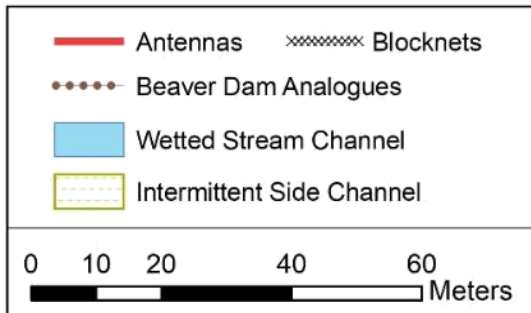 Antennas Blocknets
Beaver Dam Analogues
Wetted Stream Channel
Intermittent Side Channel
0 10 20 40 60
Meters